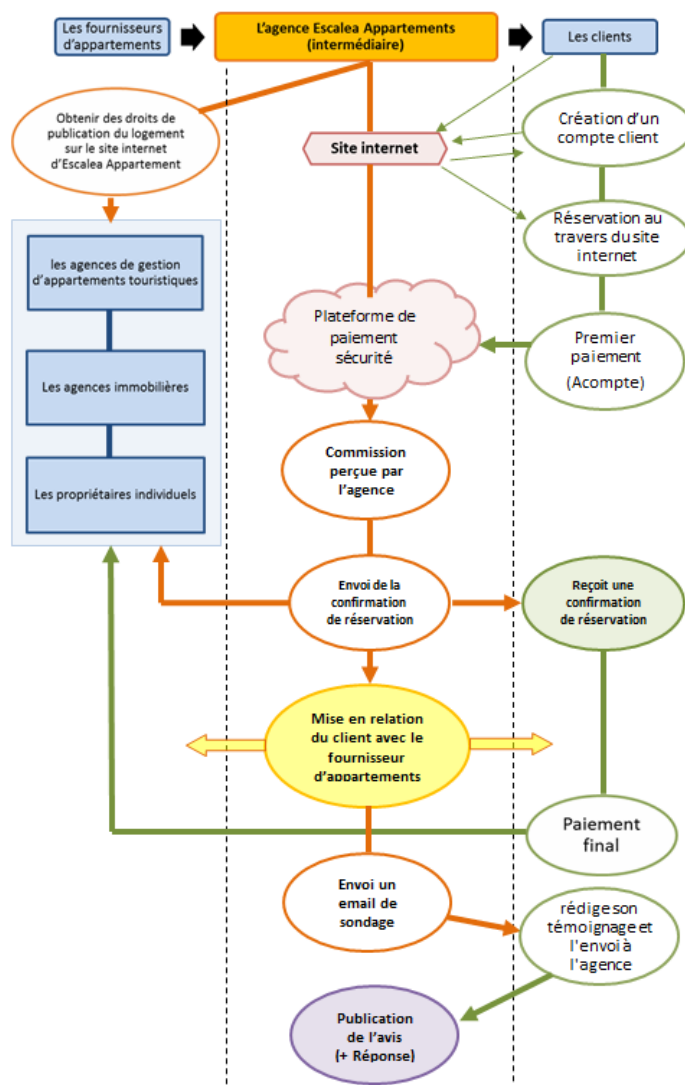 Les fournisseurs
d'appartements
L'agence Escalea Appartements
(intermédiaire)
Les clients
Obtenir des droits de
publication du logement
sur le site internet
d'Escalea Appartement
Site internet
Création d'un
compte client
Réservation au
travers du site
internet
les agences de gestion
d'appartements touristiques
Plateforme de
paiement
sécurité
Premier
paiement
(Acompte)
Les agences immobilières
Commission
perçue par
l'agence
Les propriétaires individuels
Envoi de la
confirmation
de réservation
Reçoit une
confirmation
de réservation
Mise en relation
du client avec le
fournisseur
d'appartements
Paiement
final
Envoi un
email de
sondage
rédige son
témoignage et
l'envoi à
l'agence
Publication
de l'avis
(+ Réponse)